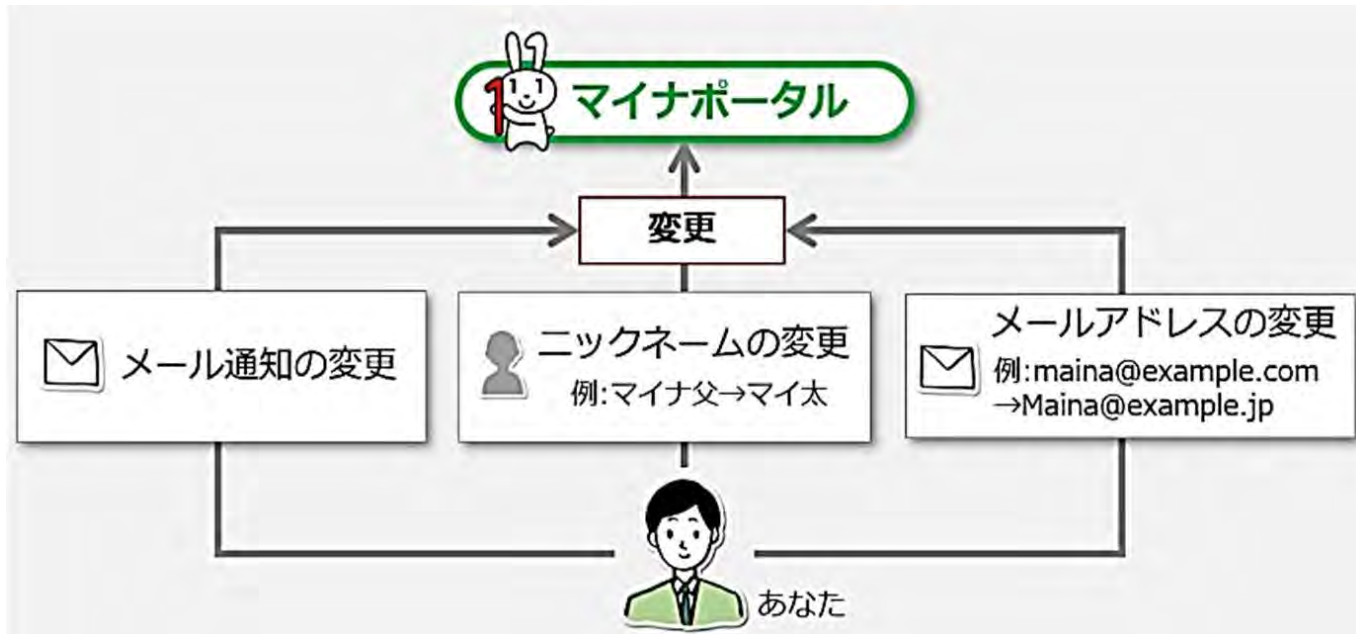 マイナポータル
変更
メール通知の変更
ニックネームの変更
例:マイナ父→マイ太
メールアドレスの変更
例:maina@example.com
→Maina@example.jp
あなた